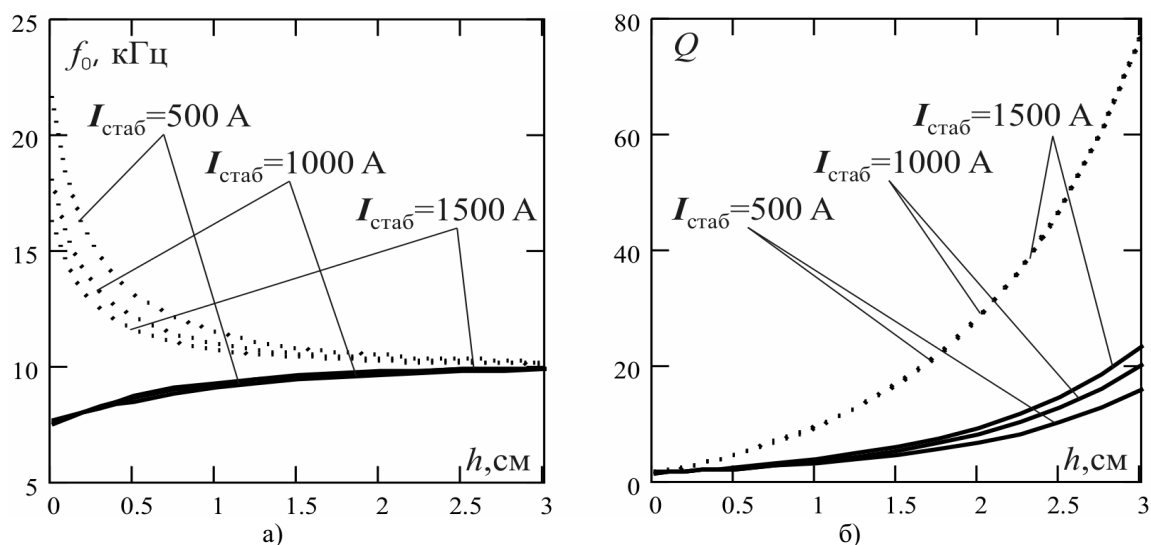 25
20
15
10
5
f₀, кГц
Iстаб=500 А
Iстаб=1000 А
Iстаб=1500 А
h,см
0 0.5 1 1.5 2 2.5 3
а)
80
60
40
20
0
Q
Iстаб=1500 А
Iстаб=1000 А
Iстаб=500 А
h,см
0 0.5 1 1.5 2 2.5 3
б)